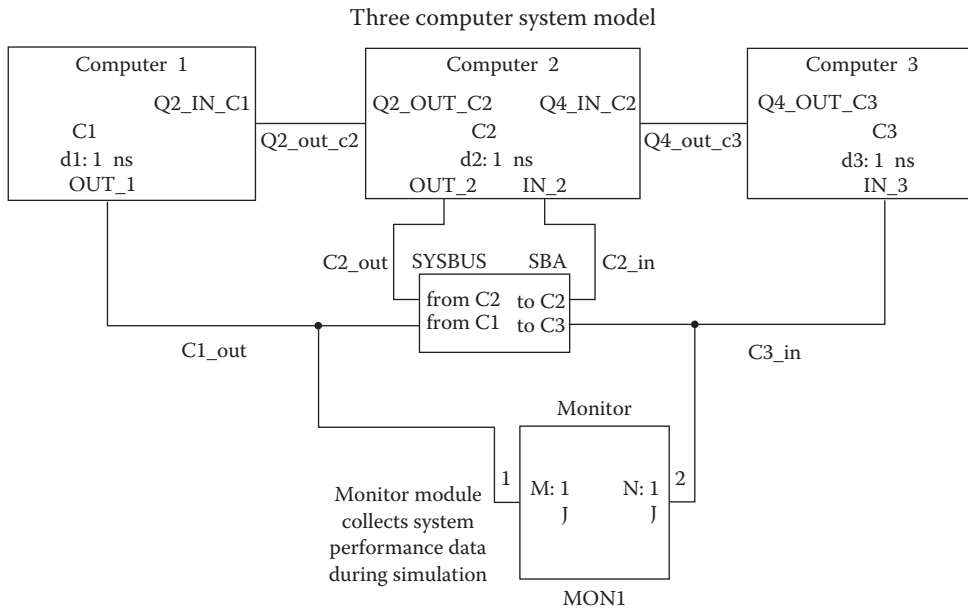 Three computer system model
Computer 1
Q2_IN_C1
C1
d1: 1 ns
OUT_1
Q2_out_c2
Computer 2
Q2_OUT_C2 Q4_IN_C2
C2
d2: 1 ns
OUT_2 IN_2
Q4_out_c3
Computer 3
Q4_OUT_C3
C3
d3: 1 ns
IN_3
C2_out
SYSBUS SBA
C2_in
from C2 to C2
from C1 to C3
C1_out
C3_in
Monitor
1
M: 1 N: 1
J J
2
Monitor module
collects system
performance data
during simulation
MON1